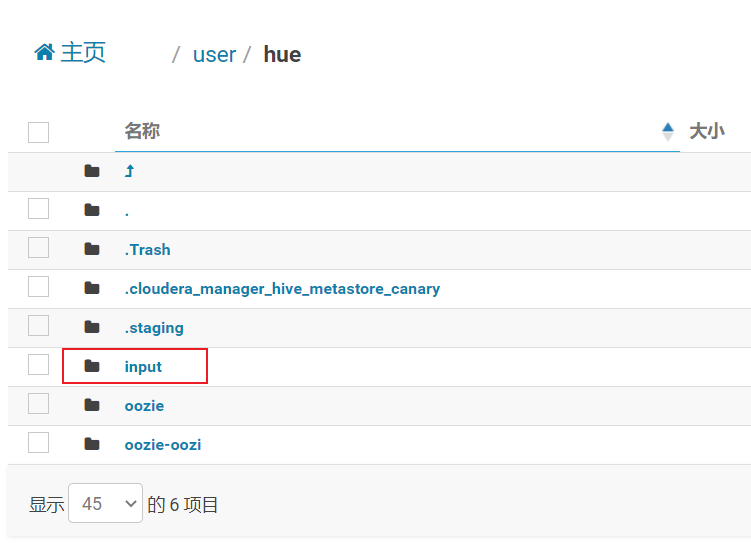 主页 / user / hue
名称 大小
.
.Trash
.cloudera_manager_hive_metastore_canary
.staging
input
oozie
oozie-oozi
显示 45 的 6 项目